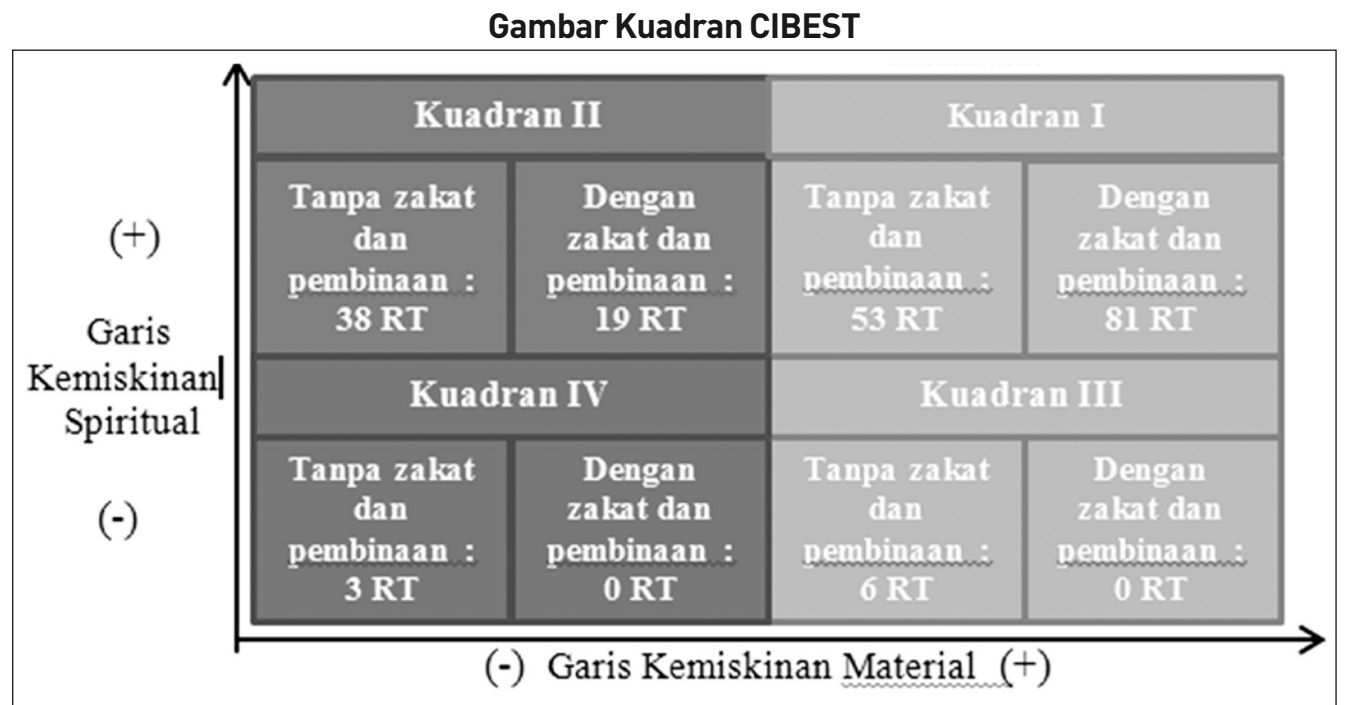 Gambar Kuadran CIBEST
Kuadran II
Kuadran I
Tanpa zakat
dan
pembinaan :
38 RT
Dengan
zakat dan
pembinaan :
19 RT
Tanpa zakat
dan
pembinaan :
53 RT
Dengan
zakat dan
pembinaan :
81 RT
(+)
Garis
Kemiskinan
Spiritual
(-)
Kuadran IV
Kuadran III
Tanpa zakat
dan
pembinaan :
3 RT
Dengan
zakat dan
pembinaan :
0 RT
Tanpa zakat
dan
pembinaan :
6 RT
Dengan
zakat dan
pembinaan :
0 RT
(-) Garis Kemiskinan Material (+)